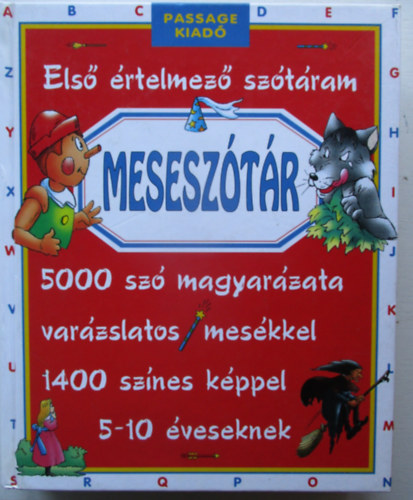 A B C D E F
PASSAGE
KIADÓ
Első értelmező szótáram
MESESZÓTÁR
5000 szó magyarázata
varázslatos mesékkel
1400 színes képpel
5-10 éveseknek
G
H
I
J
K
L
M
Z
Y
X
W
V
U
T
S R Q P O N